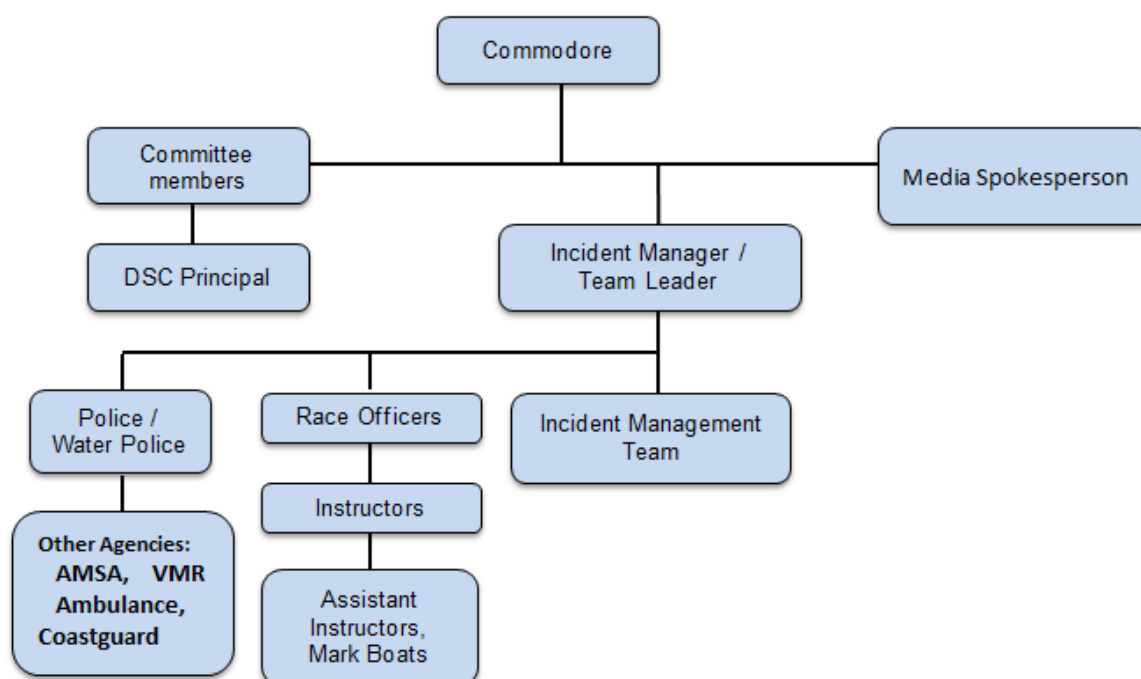 Commodore
Committee
members
Media Spokesperson
DSC Principal
Incident Manager /
Team Leader
Police /
Water Police
Race Officers
Incident Management
Team
Instructors
Other Agencies:
AMSA, VMR
Ambulance,
Coastguard
Assistant
Instructors,
Mark Boats